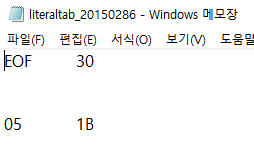 literaltab_20150286 - Windows 메모장
파일(F) 편집(E) 서식(O) 보기(V) 도움말
EOF 30
05 1B